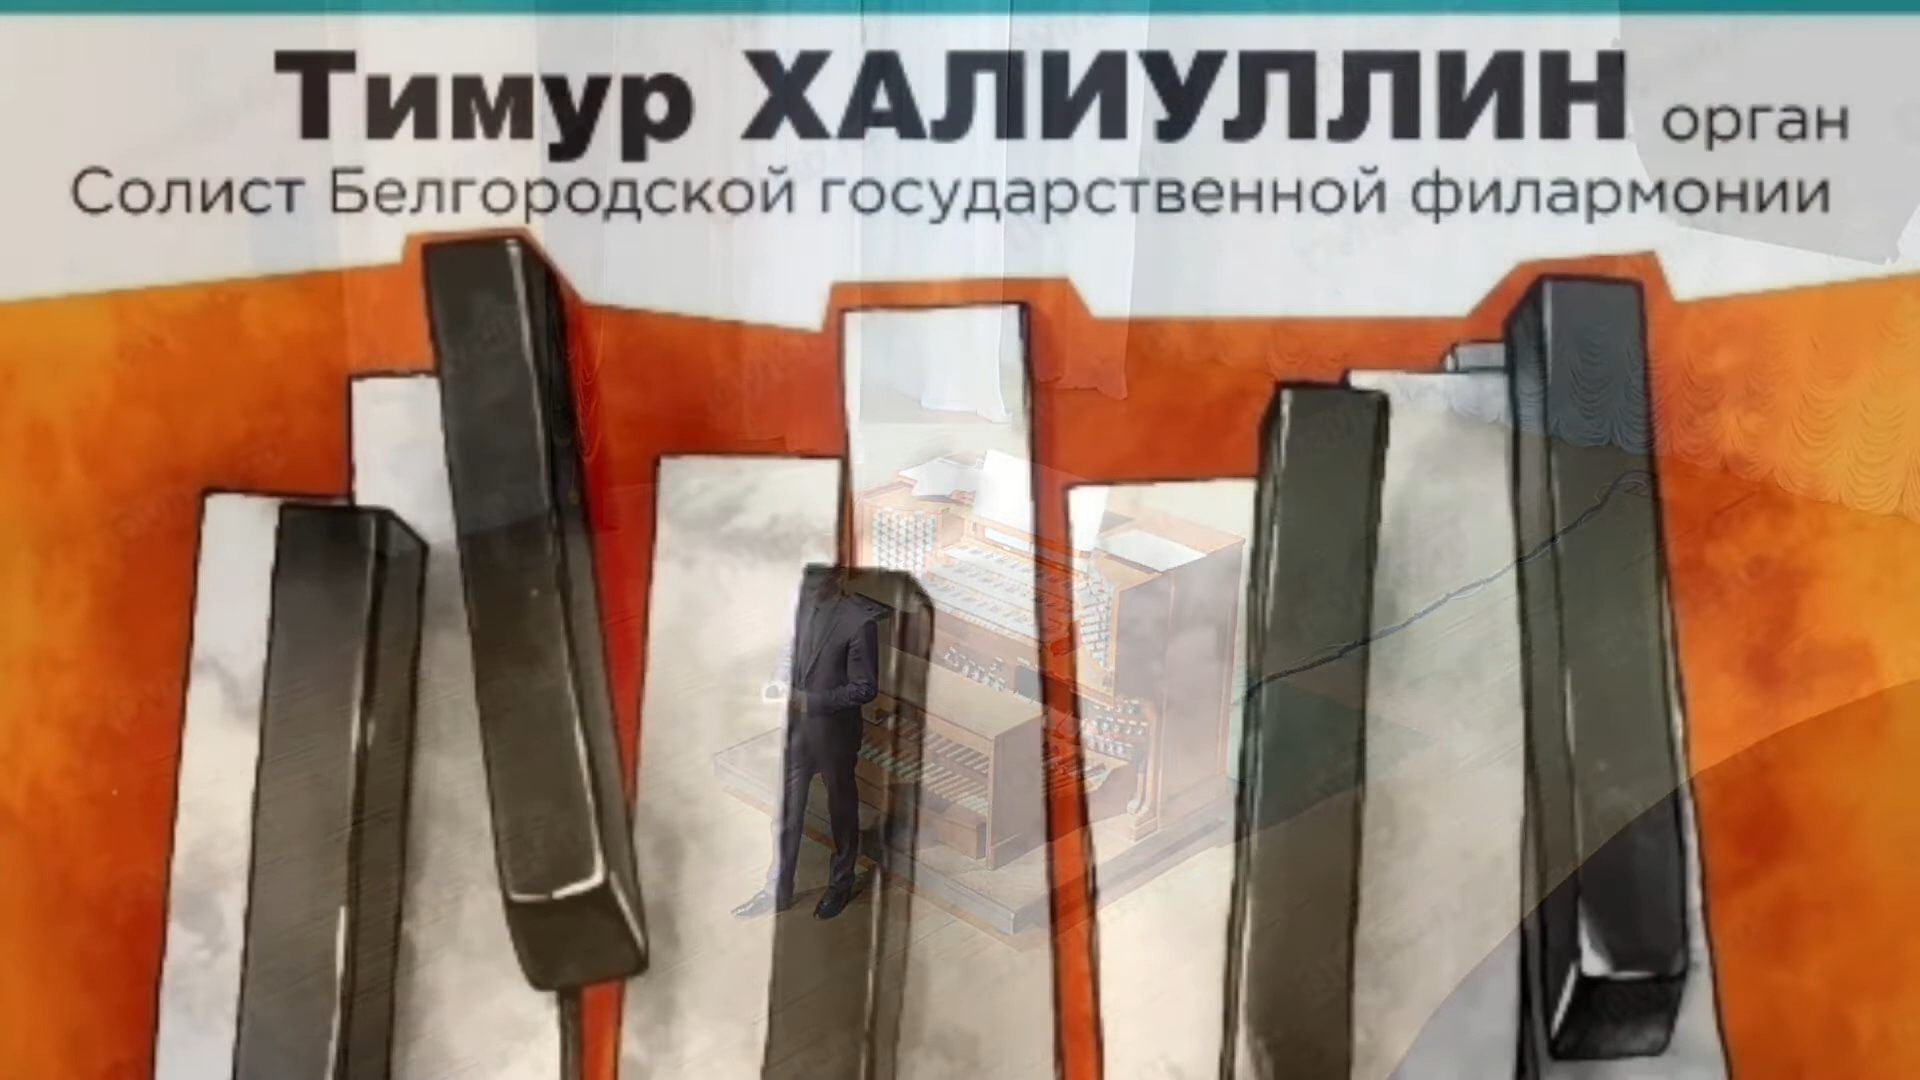 Тимур ХАЛИУЛЛИН орган
Солист Белгородской государственной филармонии